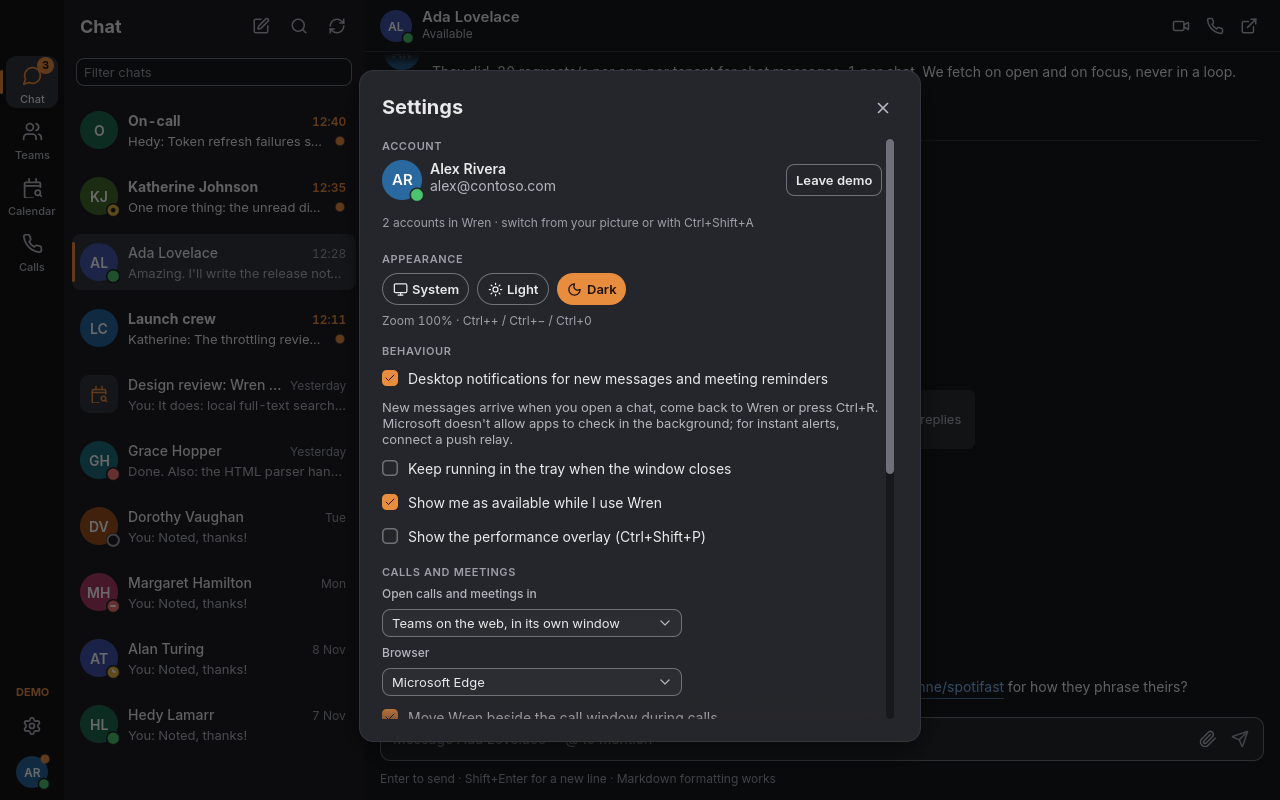 Chat
Filter chats
3
Chat
Teams
Calendar
Calls
DEMO
AR
O
On-call
12:40
Hedy: Token refresh failures s...
KJ
Katherine Johnson
12:35
One more thing: the unread di...
AL
Ada Lovelace
12:28
Amazing. I'll write the release not...
LC
Launch crew
12:11
Katherine: The throttling revie...
Design review: Wren ...
Yesterday
You: It does: local full-text search...
GH
Grace Hopper
Yesterday
Done. Also: the HTML parser han...
DV
Dorothy Vaughan
Tue
You: Noted, thanks!
MH
Margaret Hamilton
Mon
You: Noted, thanks!
AT
Alan Turing
8 Nov
You: Noted, thanks!
HL
Hedy Lamarr
7 Nov
You: Noted, thanks!
AL
Ada Lovelace
Available
We fetch on open and on focus, never in a loop.
replies
nne/spotifast for how they phrase theirs?
Enter to send · Shift+Enter for a new line · Markdown formatting works
Settings
ACCOUNT
AR
Alex Rivera
alex@contoso.com
Leave demo
2 accounts in Wren · switch from your picture or with Ctrl+Shift+A
APPEARANCE
System
Light
Dark
Zoom 100% · Ctrl++ / Ctrl+− / Ctrl+0
BEHAVIOUR
Desktop notifications for new messages and meeting reminders
New messages arrive when you open a chat, come back to Wren or press Ctrl+R.
Microsoft doesn't allow apps to check in the background; for instant alerts,
connect a push relay.
Keep running in the tray when the window closes
Show me as available while I use Wren
Show the performance overlay (Ctrl+Shift+P)
CALLS AND MEETINGS
Open calls and meetings in
Teams on the web, in its own window
Browser
Microsoft Edge
Move Wren beside the call window during calls